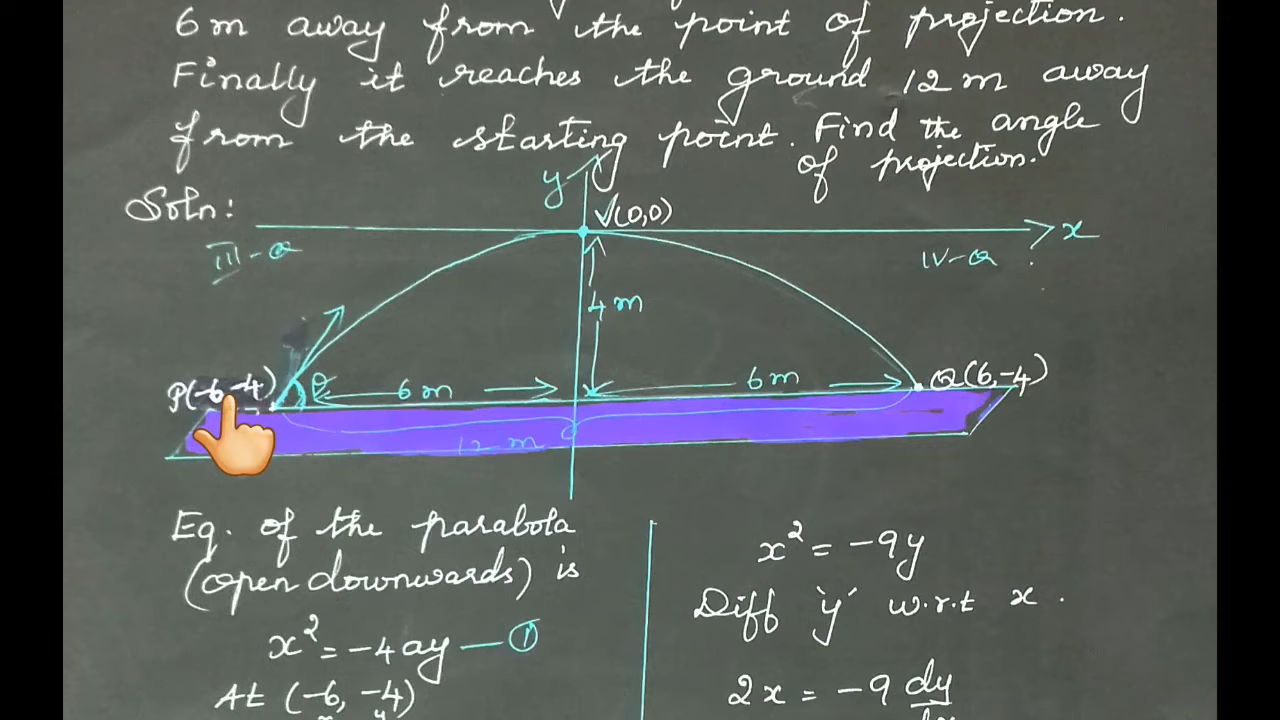 6 m away from the point of projection.
Finally it reaches the ground 12 m away
from the starting point. Find the angle
of projection.
Soln:
y
V(0,0)
x
III-Q
IV-Q
4 m
P(-6,-4)
θ
6 m
6 m
Q(6,-4)
12 m
Eq. of the parabola
(open downwards) is
x² = -4ay — ①
At (-6, -4)
x² = -9y
Diff 'y' w.r.t x.
2x = -9 dy